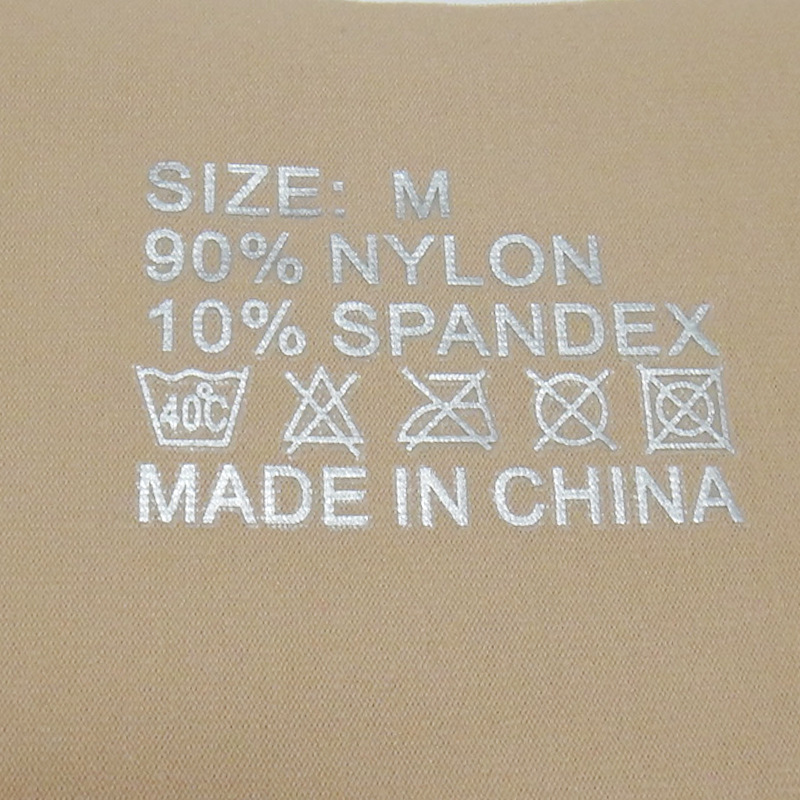 SIZE: M
90% NYLON
10% SPANDEX
40℃
MADE IN CHINA